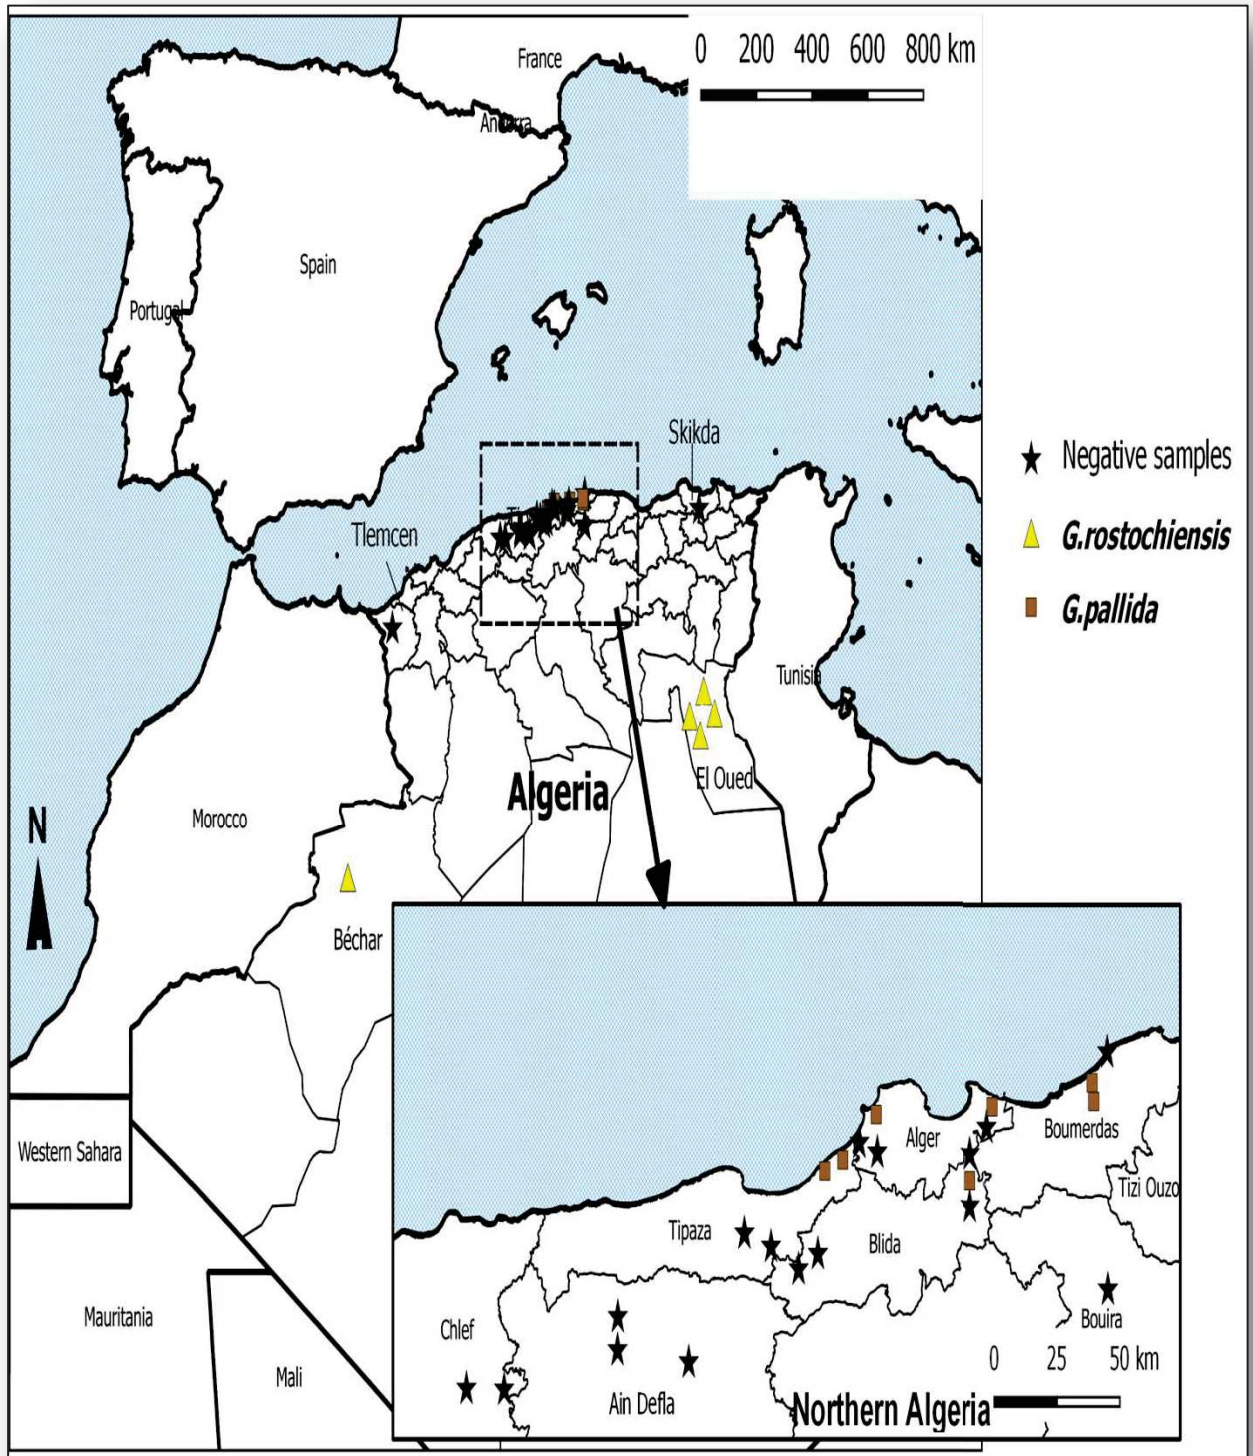 0 200 400 600 800 km
France
Andorra
Spain
Portugal
Skikda
Negative samples
Tlemcen
G.rostochiensis
G.pallida
Tunisia
El Oued
Algeria
Morocco
N
Béchar
Western Sahara
Mauritania
Mali
Alger
Boumerdas
Tizi Ouzo
Tipaza
Blida
Chlef
Bouira
0 25 50 km
Ain Defla
Northern Algeria